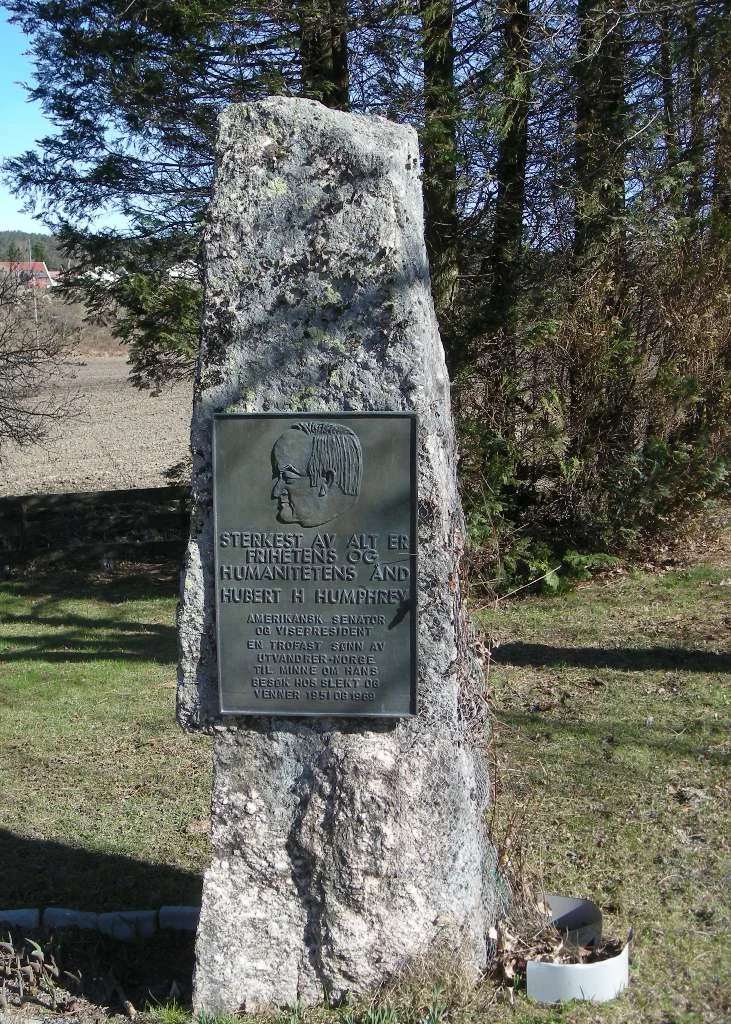 STERKEST AV ALT ER
FRIHETENS OG
HUMANITETENS ÅND
HUBERT H HUMPHREY
AMERIKANSK SENATOR
OG VISEPRESIDENT
EN TROFAST SØNN AV
UTVANDRER-NORGE
TIL MINNE OM HANS
BESØK HOS SLEKT OG
VENNER 1951 OG 1969